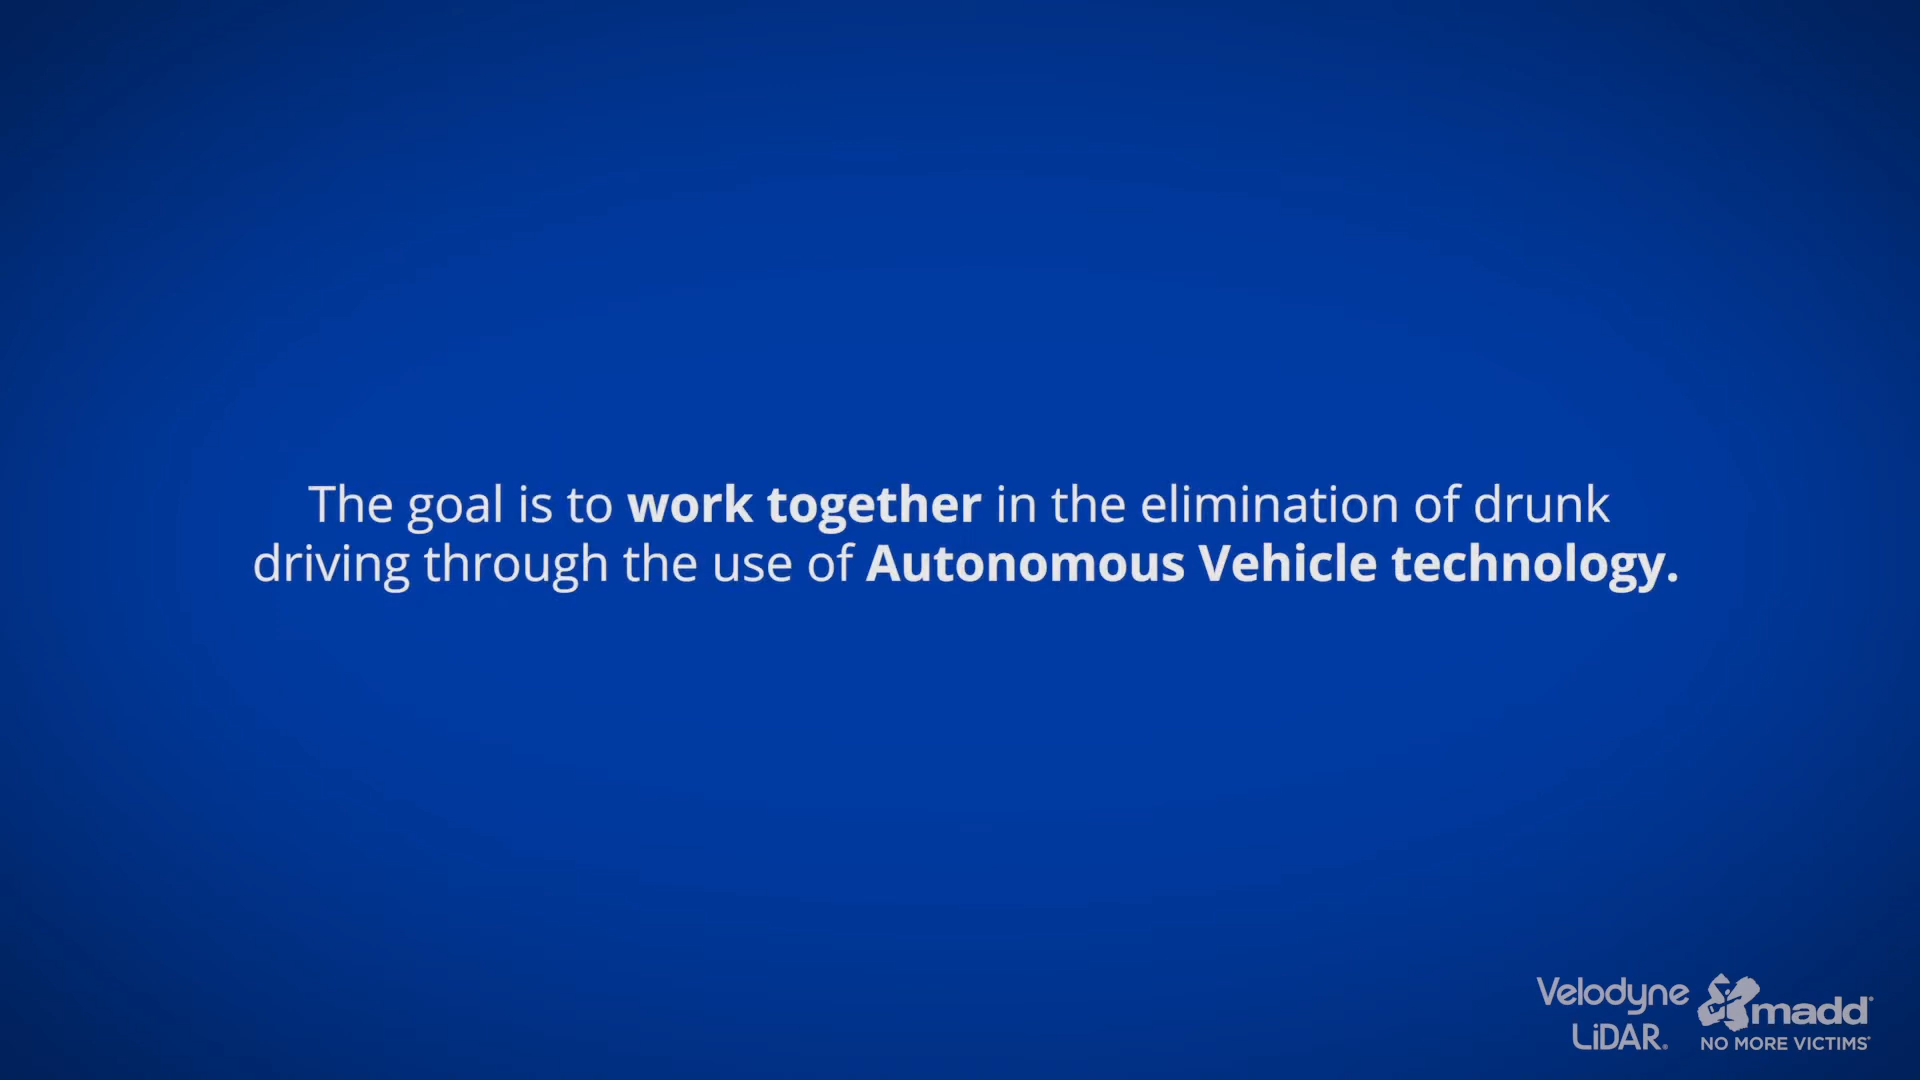 The goal is to work together in the elimination of drunk
driving through the use of Autonomous Vehicle technology.
Velodyne
LiDAR®
madd®
NO MORE VICTIMS®